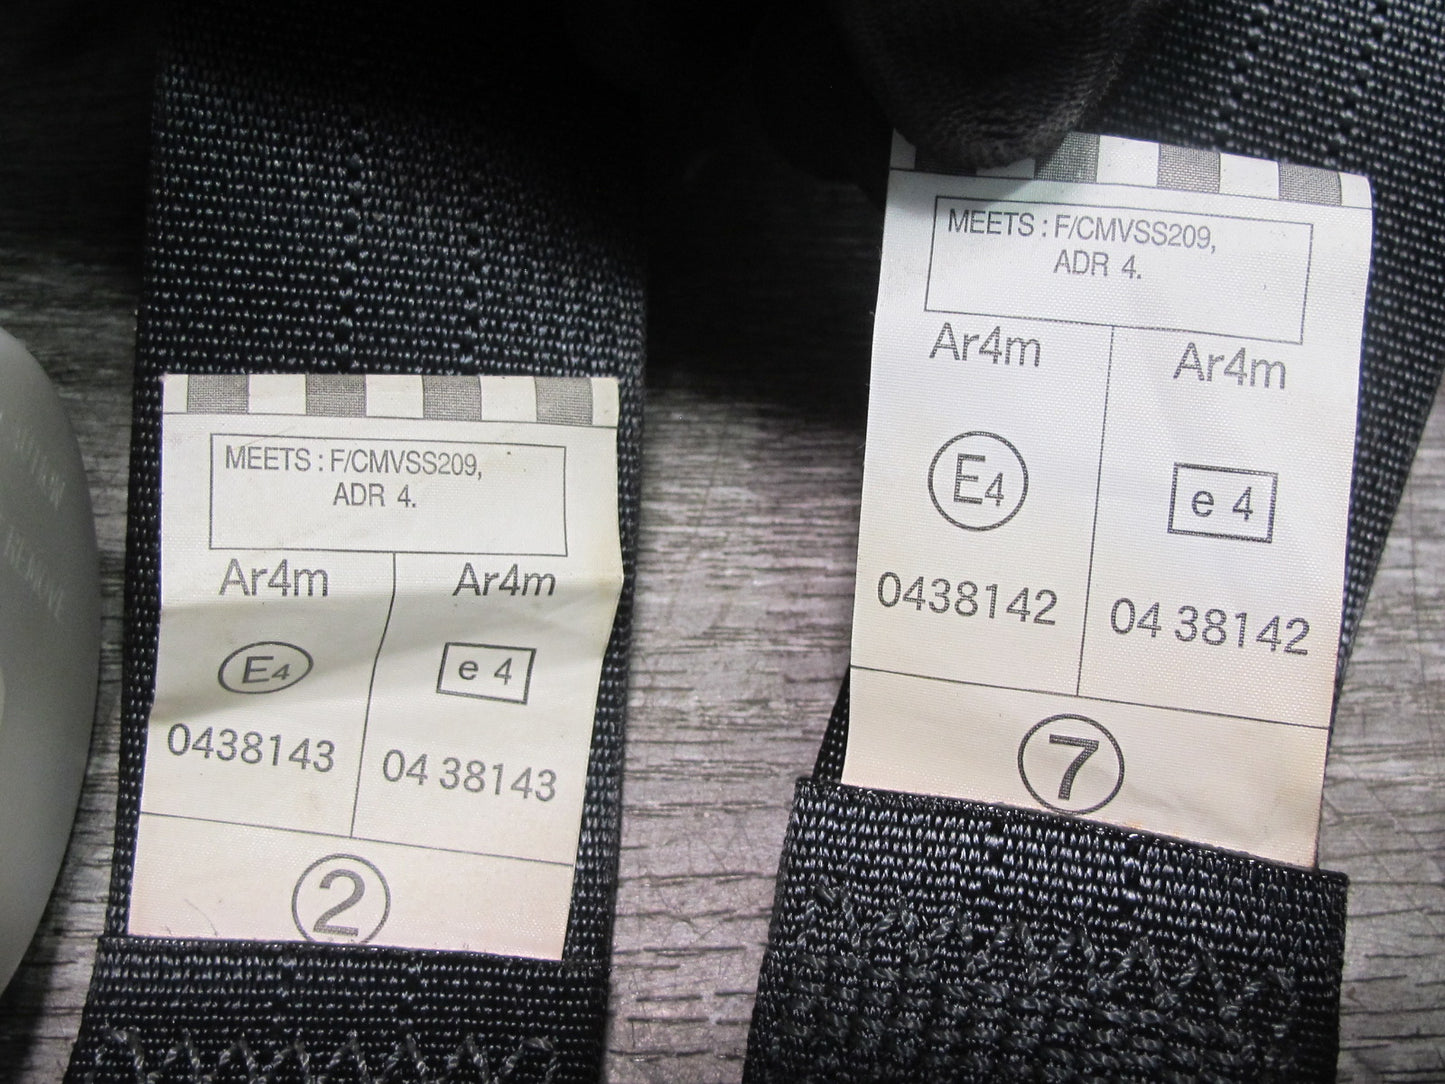 MEETS : F/CMVSS209,
ADR 4.
Ar4m Ar4m
E4 e 4
0438143 04 38143
2
MEETS : F/CMVSS209,
ADR 4.
Ar4m Ar4m
E4 e 4
0438142 04 38142
7